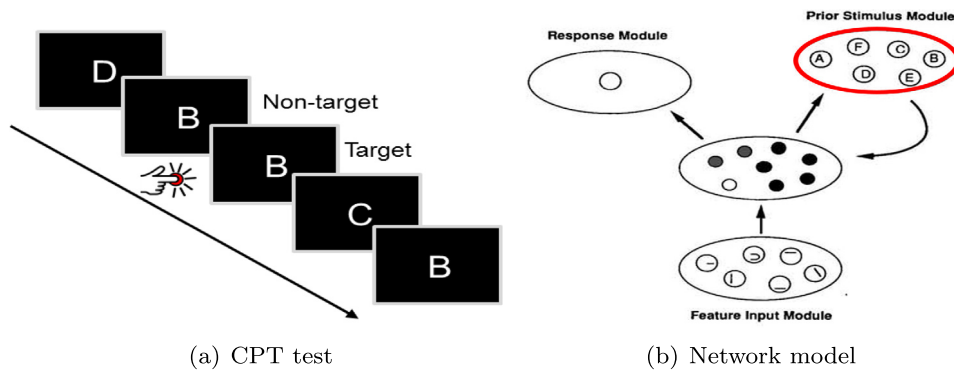 D
B
Non-target
B
Target
C
B
(a) CPT test
Prior Stimulus Module
Response Module
A F C B
D E
Feature Input Module
(b) Network model